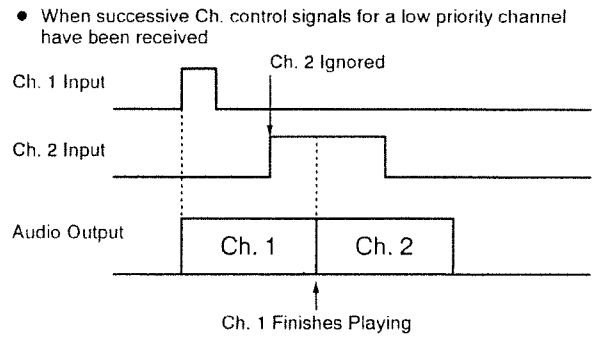 ● When successive Ch. control signals for a low priority channel
have been received
Ch. 2 Ignored
Ch. 1 Input
Ch. 2 Input
Audio Output
Ch. 1
Ch. 2
Ch. 1 Finishes Playing